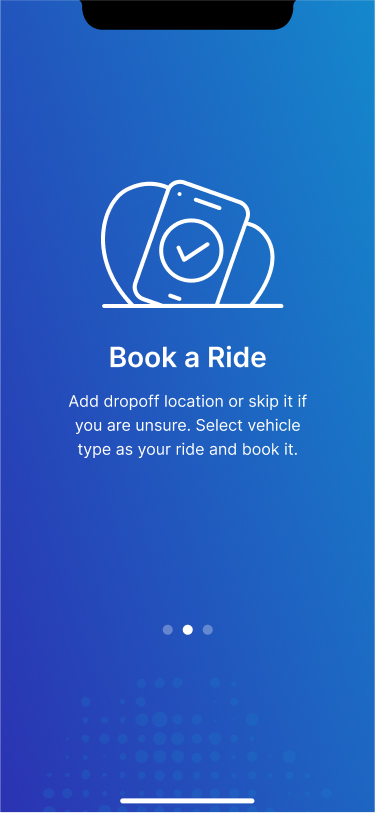 Book a Ride
Add dropoff location or skip it if
you are unsure. Select vehicle
type as your ride and book it.